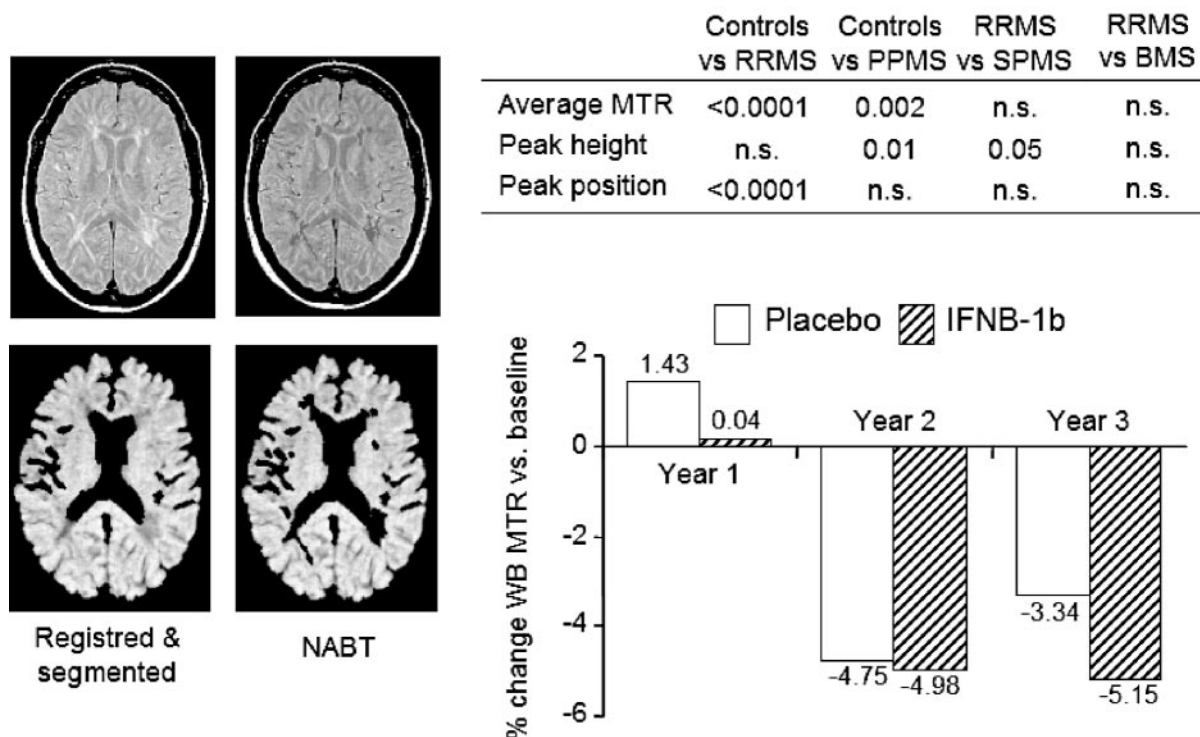 Controls vs RRMS Controls vs PPMS RRMS vs SPMS RRMS vs BMS
Average MTR <0.0001 0.002 n.s. n.s.
Peak height n.s. 0.01 0.05 n.s.
Peak position <0.0001 n.s. n.s. n.s.
Registred &
segmented
NABT
Placebo IFNB-1b
% change WB MTR vs. baseline
2
0
-2
-4
-6
1.43
0.04
Year 1
Year 2
Year 3
-4.75
-4.98
-3.34
-5.15